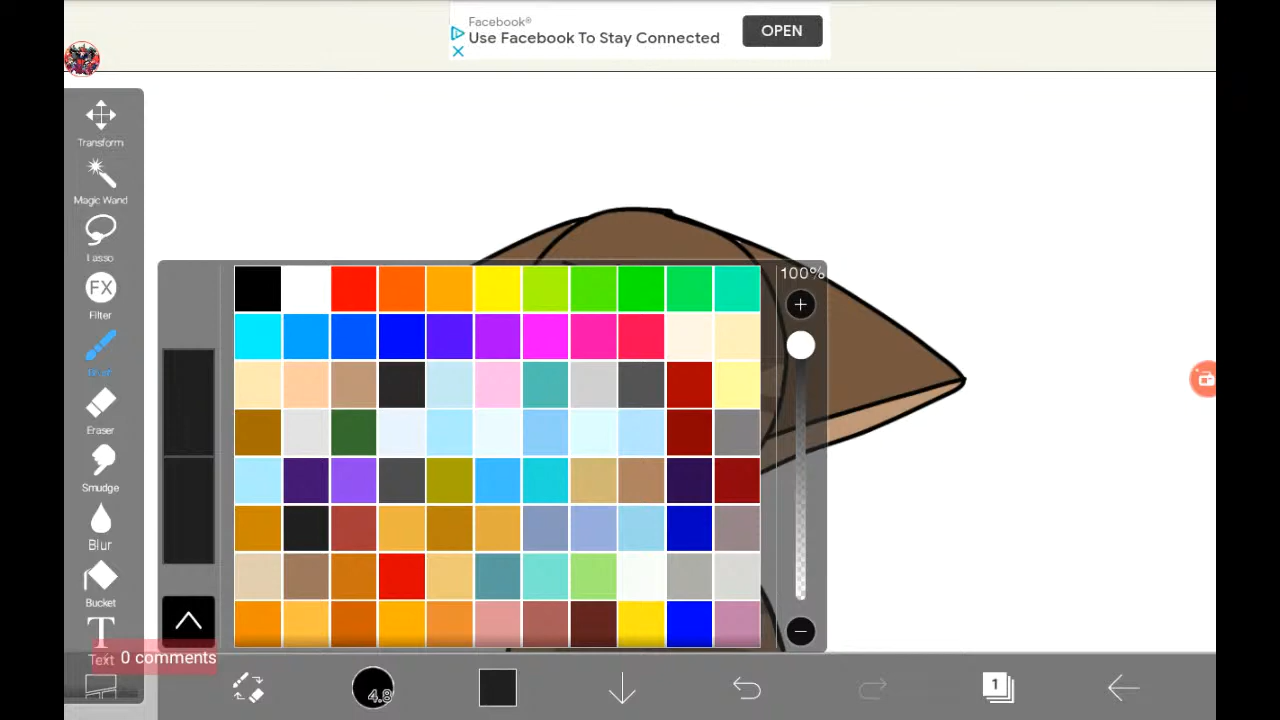 Facebook®
Use Facebook To Stay Connected
OPEN
Transform
Magic Wand
Lasso
FX
Filter
Eraser
Smudge
Blur
Bucket
T
Text
0 comments
100%
4.8
1